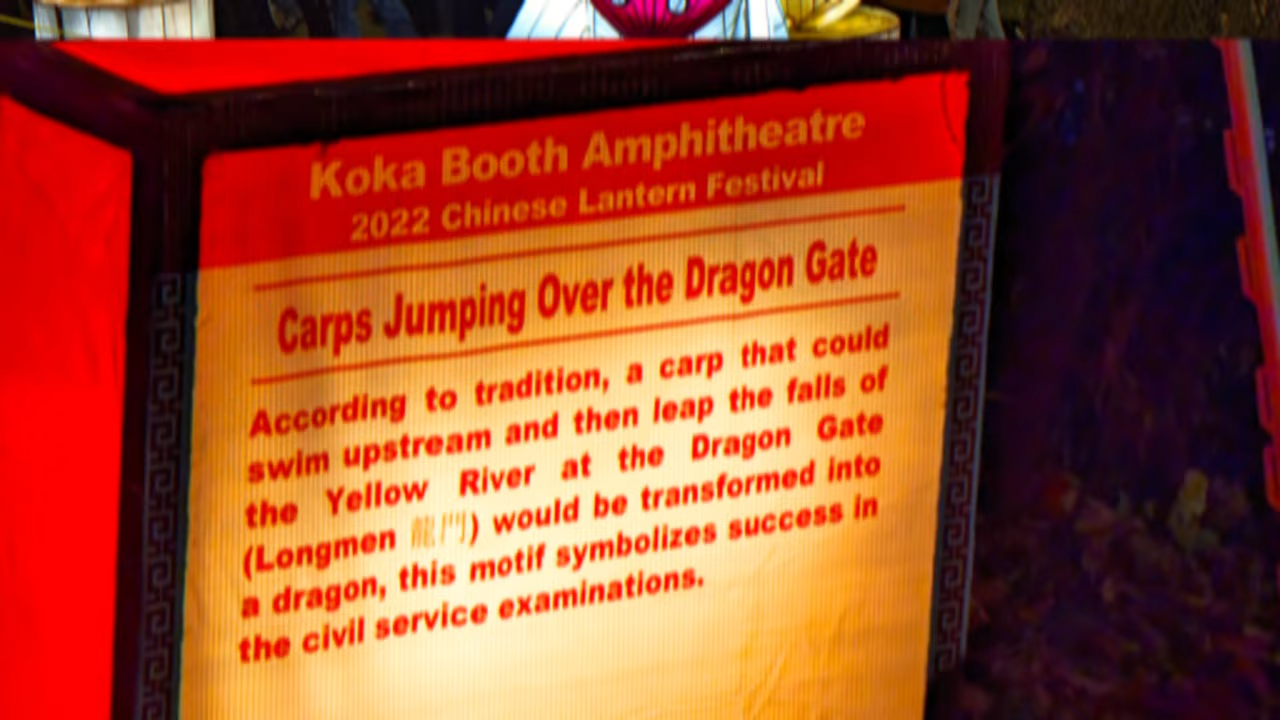 Koka Booth Amphitheatre
2022 Chinese Lantern Festival
Carps Jumping Over the Dragon Gate
According to tradition, a carp that could
swim upstream and then leap the falls of
the Yellow River at the Dragon Gate
(Longmen 龍門) would be transformed into
a dragon, this motif symbolizes success in
the civil service examinations.